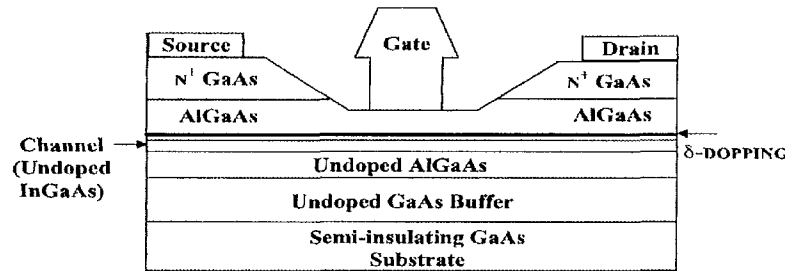 Source
Gate
Drain
N⁺ GaAs
N⁺ GaAs
AlGaAs
AlGaAs
Channel
(Undoped
InGaAs)
δ-DOPPING
Undoped AlGaAs
Undoped GaAs Buffer
Semi-insulating GaAs
Substrate